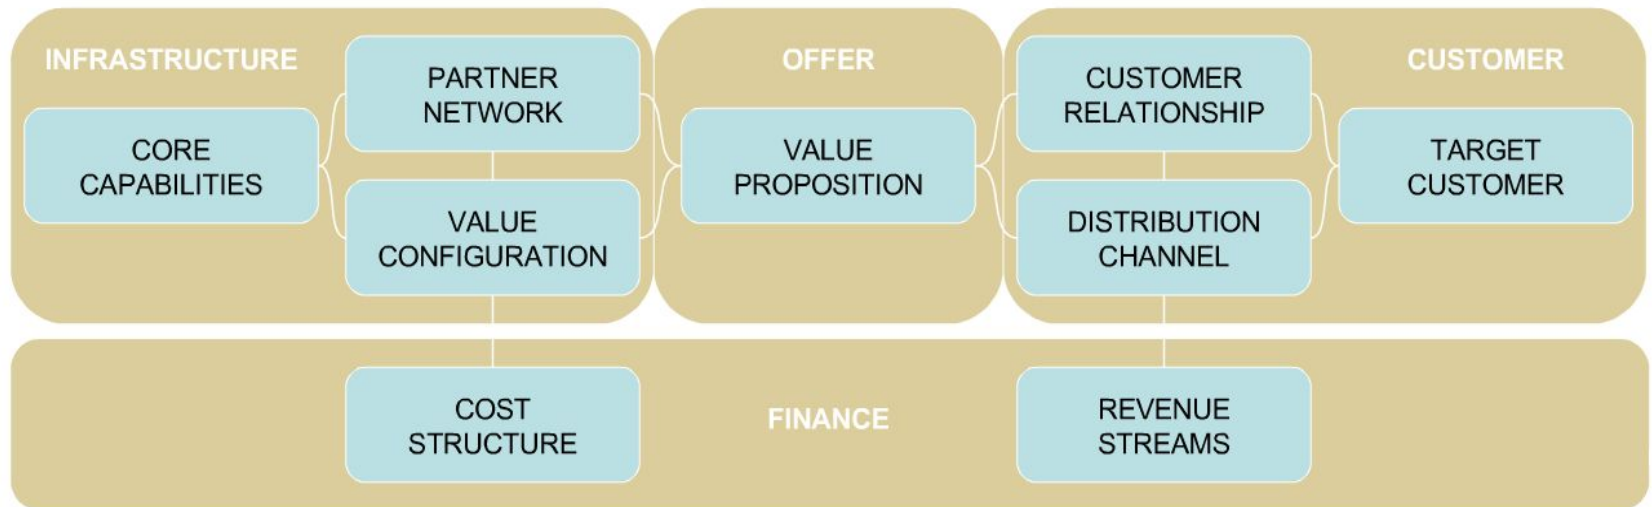 INFRASTRUCTURE
CORE
CAPABILITIES
PARTNER
NETWORK
VALUE
CONFIGURATION
OFFER
VALUE
PROPOSITION
CUSTOMER
CUSTOMER
RELATIONSHIP
DISTRIBUTION
CHANNEL
TARGET
CUSTOMER
FINANCE
COST
STRUCTURE
REVENUE
STREAMS